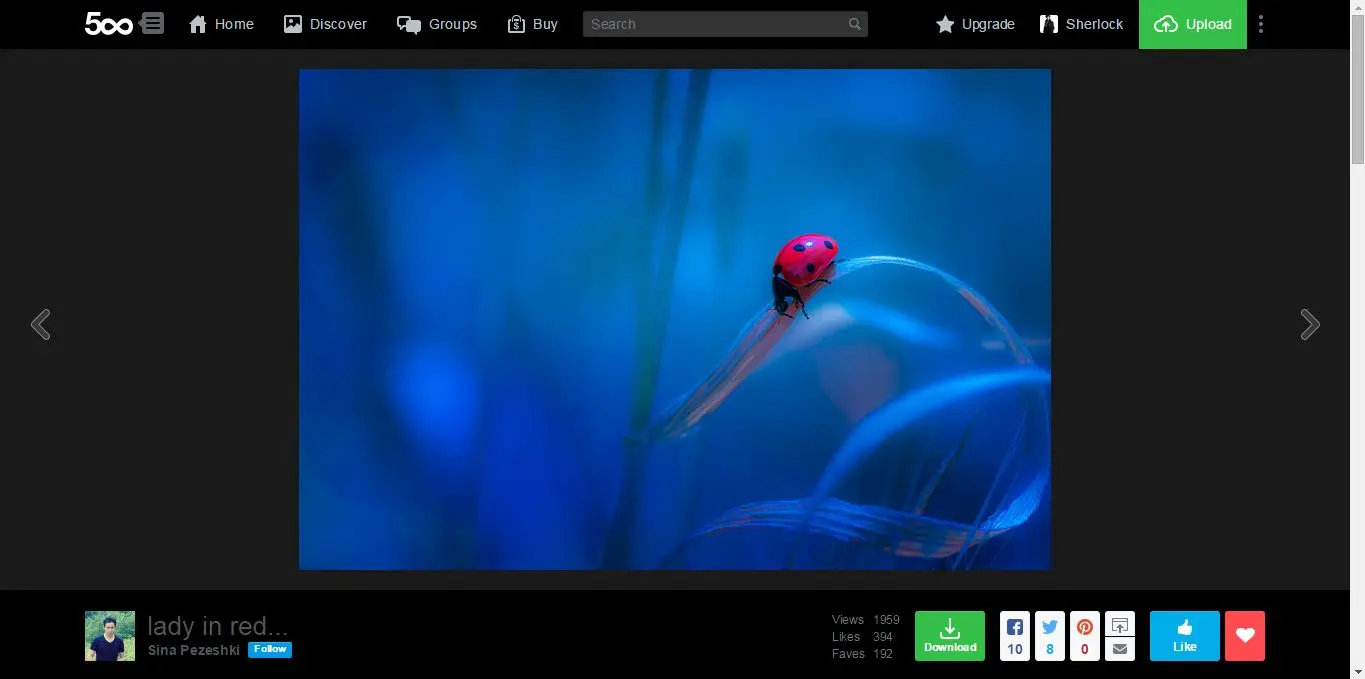 500
Home
Discover
Groups
Buy
Search
Upgrade
Sherlock
Upload
lady in red...
Sina Pezeshki
Follow
Views 1959
Likes 394
Faves 192
Download
10
8
0
Like